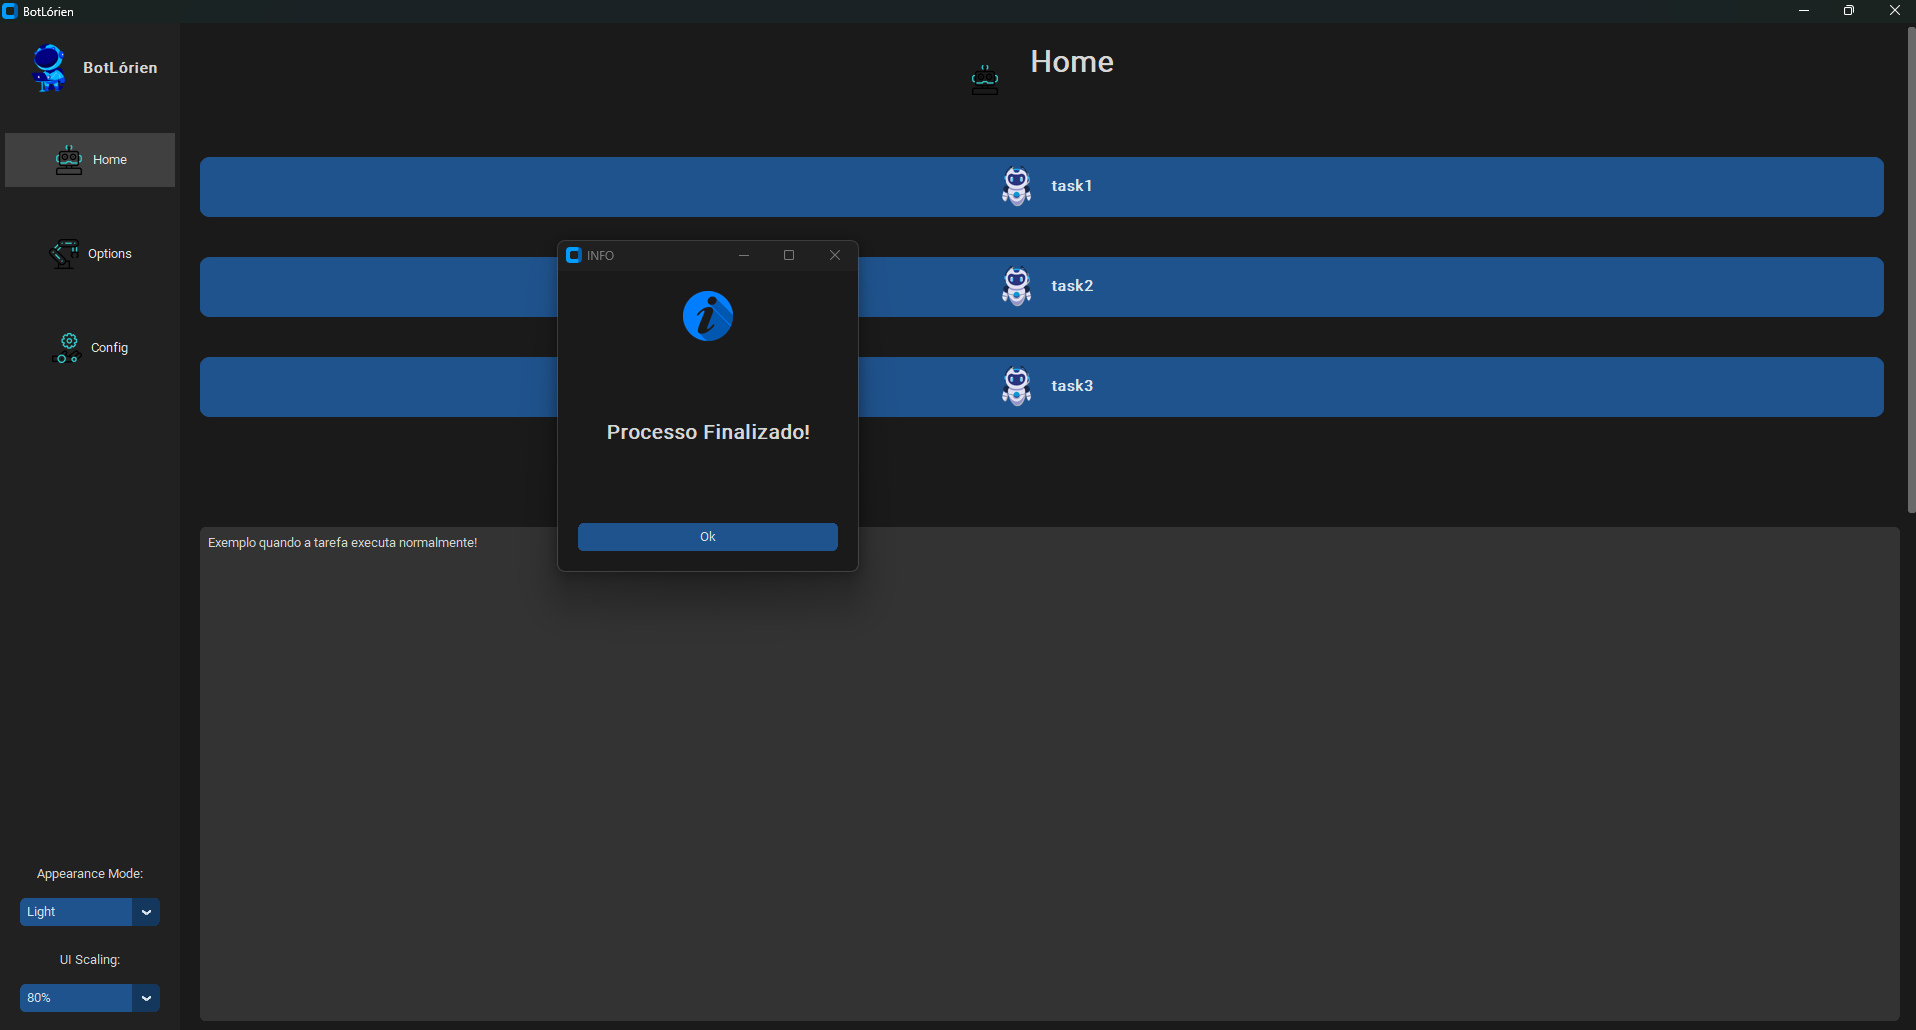 BotLórien
BotLórien
Home
Options
Config
Appearance Mode:
Light
UI Scaling:
80%
Home
task1
task2
task3
INFO
Processo Finalizado!
Ok
Exemplo quando a tarefa executa normalmente!